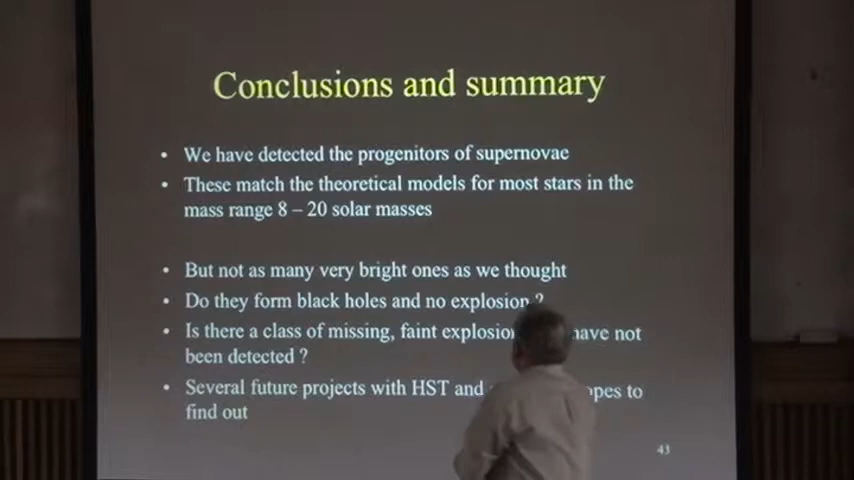 Conclusions and summary
• We have detected the progenitors of supernovae
• These match the theoretical models for most stars in the
mass range 8 – 20 solar masses
• But not as many very bright ones as we thought
• Do they form black holes and no explosion ?
• Is there a class of missing, faint have not
been detected ?
• Several future projects with HST and to
find out
43